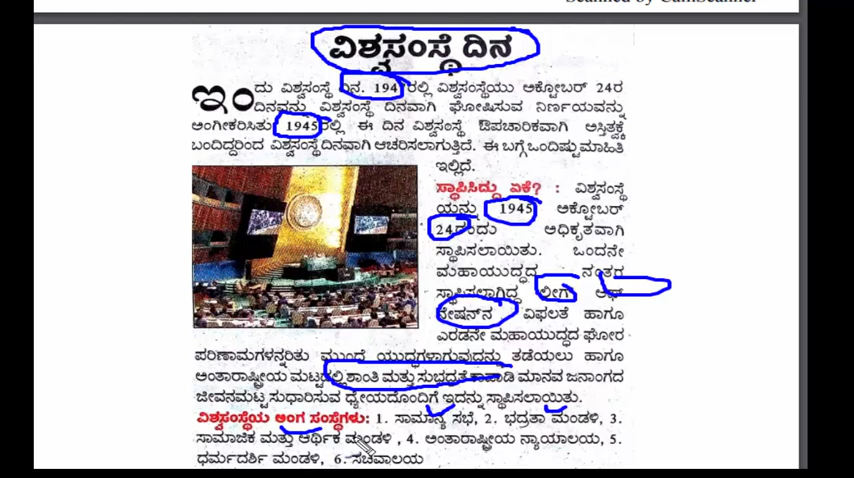 Scanned by CamScanner
ವಿಶ್ವಸಂಸ್ಥೆ ದಿನ
ಇಂದು ವಿಶ್ವಸಂಸ್ಥೆ ದಿನ. 194 ರಲ್ಲಿ ವಿಶ್ವಸಂಸ್ಥೆಯು ಅಕ್ಟೋಬರ್ 24ರ
ದಿನವನ್ನು ವಿಶ್ವಸಂಸ್ಥೆ ದಿನವಾಗಿ ಘೋಷಿಸುವ ನಿರ್ಣಯವನ್ನು
ಅಂಗೀಕರಿಸಿತು 1945ರಲ್ಲಿ ಈ ದಿನ ವಿಶ್ವಸಂಸ್ಥೆ ಔಪಚಾರಿಕವಾಗಿ ಅಸ್ತಿತ್ವಕ್ಕೆ
ಬಂದಿದ್ದರಿಂದ ವಿಶ್ವಸಂಸ್ಥೆ ದಿನವಾಗಿ ಆಚರಿಸಲಾಗುತ್ತಿದೆ. ಈ ಬಗ್ಗೆ ಒಂದಿಷ್ಟು ಮಾಹಿತಿ
ಇಲ್ಲಿದೆ.
ಸ್ಥಾಪಿಸಿದ್ದು ಏಕೆ? : ವಿಶ್ವಸಂಸ್ಥೆ
ಯನ್ನು 1945 ಅಕ್ಟೋಬರ್
24ರಂದು ಅಧಿಕೃತವಾಗಿ
ಸ್ಥಾಪಿಸಲಾಯಿತು. ಒಂದನೇ
ಮಹಾಯುದ್ಧದ ನಂತರ
ಸ್ಥಾಪಿಸಲಾಗಿದ್ದ ಲೀಗ್ ಆಫ್
ನೇಷನ್‌ನ ವಿಫಲತೆ ಹಾಗೂ
ಎರಡನೇ ಮಹಾಯುದ್ಧದ ಘೋರ
ಪರಿಣಾಮಗಳನ್ನರಿತು ಮುಂದೆ ಯುದ್ಧಗಳಾಗುವುದನ್ನು ತಡೆಯಲು ಹಾಗೂ
ಅಂತಾರಾಷ್ಟ್ರೀಯ ಮಟ್ಟದಲ್ಲಿ ಶಾಂತಿ ಮತ್ತು ಸುಭದ್ರತೆ ಕಾಪಾಡಿ ಮಾನವ ಜನಾಂಗದ
ಜೀವನಮಟ್ಟ ಸುಧಾರಿಸುವ ಧ್ಯೇಯದೊಂದಿಗೆ ಇದನ್ನು ಸ್ಥಾಪಿಸಲಾಯಿತು.
ವಿಶ್ವಸಂಸ್ಥೆಯ ಅಂಗ ಸಂಸ್ಥೆಗಳು: 1. ಸಾಮಾನ್ಯ ಸಭೆ, 2. ಭದ್ರತಾ ಮಂಡಳಿ, 3.
ಸಾಮಾಜಿಕ ಮತ್ತು ಆರ್ಥಿಕ ಮಂಡಳಿ , 4. ಅಂತಾರಾಷ್ಟ್ರೀಯ ನ್ಯಾಯಾಲಯ, 5.
ಧರ್ಮದರ್ಶಿ ಮಂಡಳಿ, 6. ಸಚಿವಾಲಯ